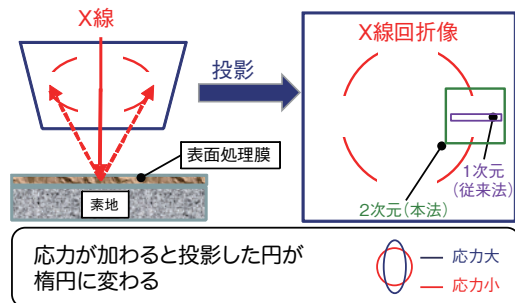 X線
投影
X線回折像
表面処理膜
素地
1次元
(従来法)
2次元(本法)
応力が加わると投影した円が
楕円に変わる
応力大
応力小